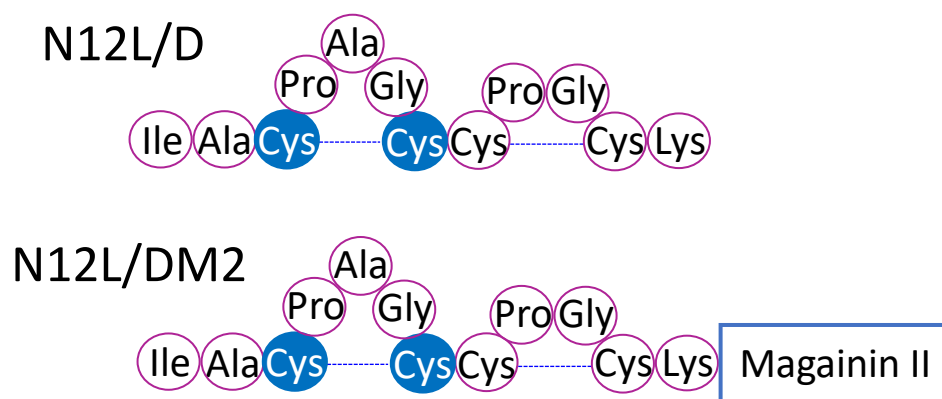 N12L/D
Ala
Pro Gly Pro Gly
Ile Ala Cys Cys Cys Cys Lys
N12L/DM2
Ala
Pro Gly Pro Gly
Ile Ala Cys Cys Cys Cys Lys Magainin II